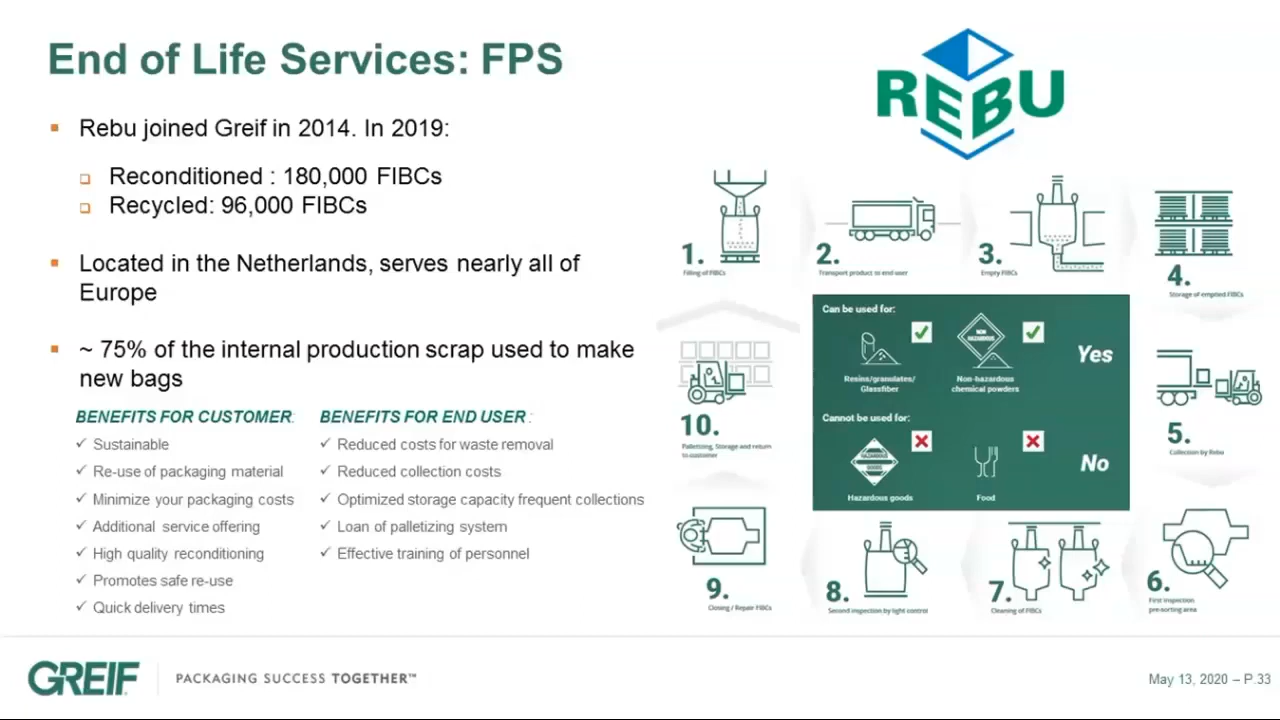 End of Life Services: FPS
REBU
▪ Rebu joined Greif in 2014. In 2019:
❑ Reconditioned : 180,000 FIBCs
❑ Recycled: 96,000 FIBCs
▪ Located in the Netherlands, serves nearly all of
Europe
▪ ~ 75% of the internal production scrap used to make
new bags
BENEFITS FOR CUSTOMER:
✓ Sustainable
✓ Re-use of packaging material
✓ Minimize your packaging costs
✓ Additional service offering
✓ High quality reconditioning
✓ Promotes safe re-use
✓ Quick delivery times
BENEFITS FOR END USER :
✓ Reduced costs for waste removal
✓ Reduced collection costs
✓ Optimized storage capacity frequent collections
✓ Loan of palletizing system
✓ Effective training of personnel
1.
Filling of FIBCs
2.
Transport product to end user
3.
Empty FIBCs
4.
Storage of emptied FIBCs
5.
Collection by Rebu
6.
First inspection
pre-sorting area
7.
Cleaning of FIBCs
8.
Second inspection by light control
9.
Closing / Repair FIBCs
10.
Palletizing, Storage and return
to customer
Can be used for:
Resins/granulates/
Glassfiber
NON
HAZARDOUS
Non-hazardous
chemical powders
Yes
Cannot be used for:
HAZARDOUS
GOODS
Hazardous goods
Food
No
GREIF
PACKAGING SUCCESS TOGETHER™
May 13, 2020 – P.33